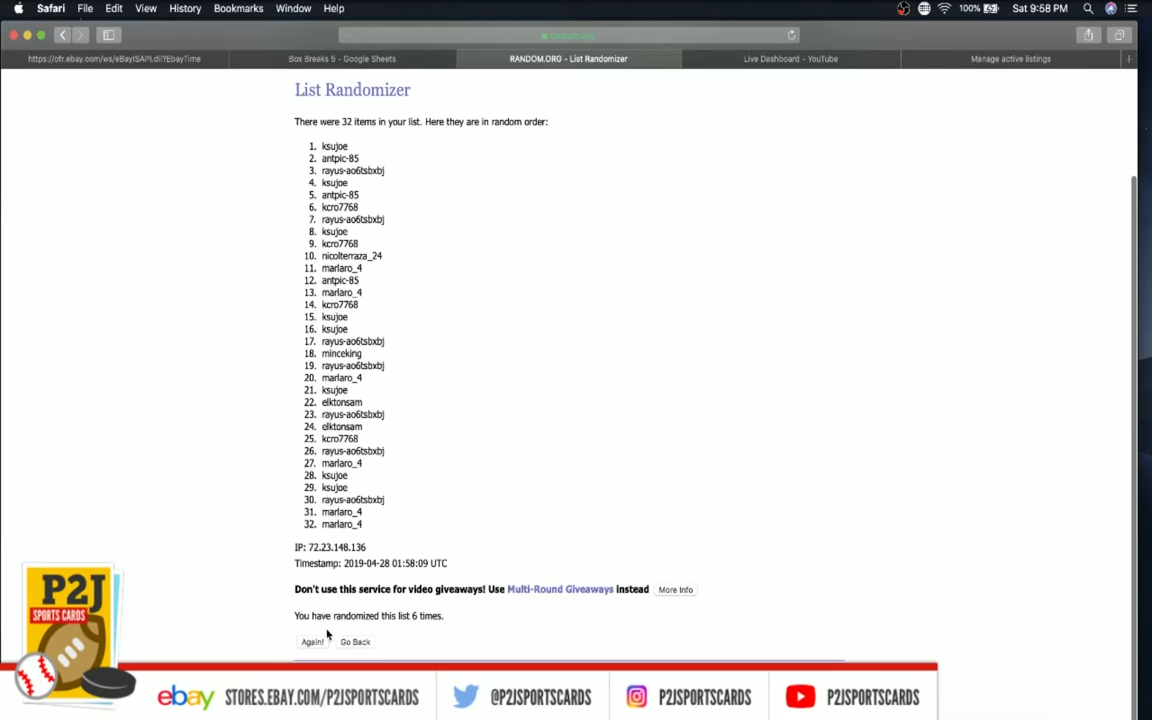 Safari File Edit View History Bookmarks Window Help 100% Sat 9:58 PM
random.org
https://ofr.ebay.com/ws/eBayISAPI.dll?EbayTime Box Breaks 5 - Google Sheets RANDOM.ORG - List Randomizer Live Dashboard - YouTube Manage active listings
List Randomizer
There were 32 items in your list. Here they are in random order:
1. ksujoe
2. antpic-85
3. rayus-ao6tsbxbj
4. ksujoe
5. antpic-85
6. kcro7768
7. rayus-ao6tsbxbj
8. ksujoe
9. kcro7768
10. nicolterraza_24
11. marlaro_4
12. antpic-85
13. marlaro_4
14. kcro7768
15. ksujoe
16. ksujoe
17. rayus-ao6tsbxbj
18. minceking
19. rayus-ao6tsbxbj
20. marlaro_4
21. ksujoe
22. elktonsam
23. rayus-ao6tsbxbj
24. elktonsam
25. kcro7768
26. rayus-ao6tsbxbj
27. marlaro_4
28. ksujoe
29. ksujoe
30. rayus-ao6tsbxbj
31. marlaro_4
32. marlaro_4
IP: 72.23.148.136
Timestamp: 2019-04-28 01:58:09 UTC
Don't use this service for video giveaways! Use Multi-Round Giveaways instead More Info
You have randomized this list 6 times.
Again! Go Back
P2J
SPORTS CARDS
ebay STORES.EBAY.COM/P2JSPORTSCARDS @P2JSPORTSCARDS P2JSPORTSCARDS P2JSPORTSCARDS